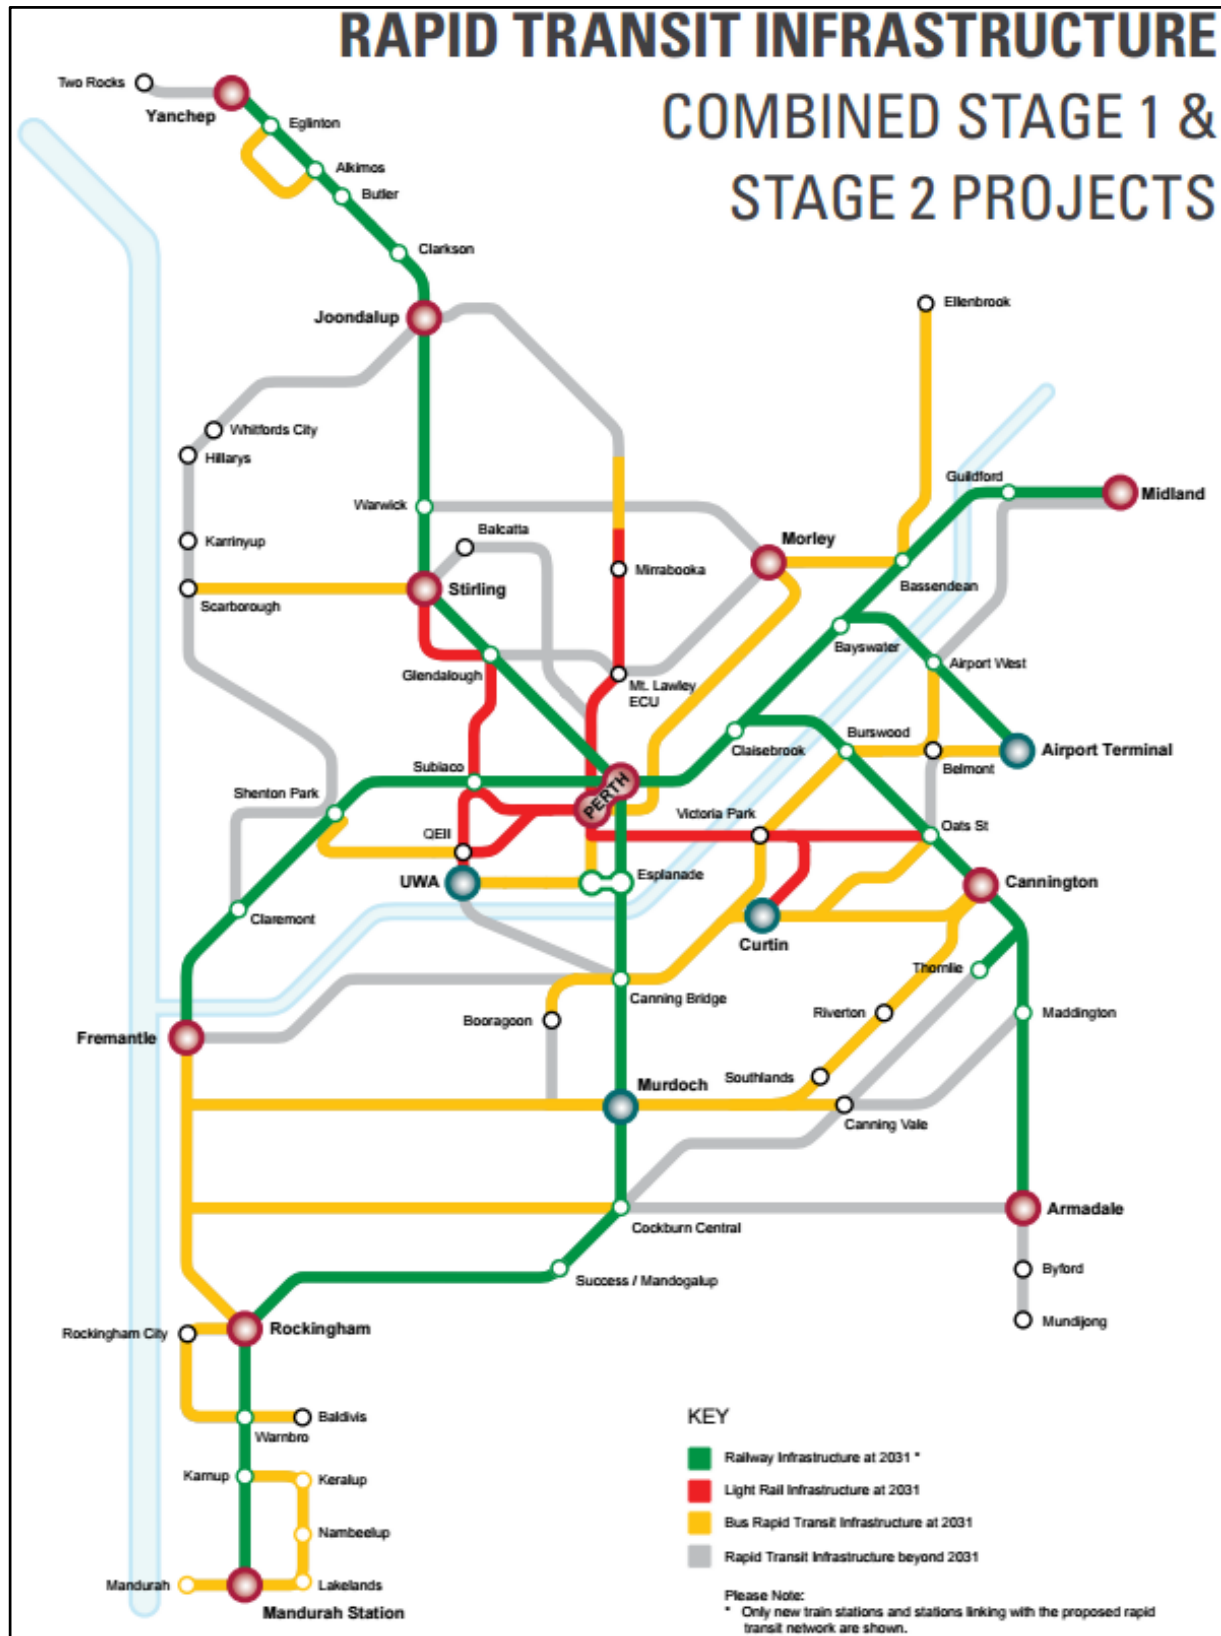 RAPID TRANSIT INFRASTRUCTURE
COMBINED STAGE 1 &
STAGE 2 PROJECTS
Two Rocks
Yanchep
Eglinton
Alkimos
Butler
Clarkson
Joondalup
Ellenbrook
Whitfords City
Hillarys
Guildford
Midland
Warwick
Balcatta
Morley
Karrinyup
Mirrabooka
Bassendean
Stirling
Scarborough
Bayswater
Airport West
Glendalough
Mt. Lawley
ECU
Claisebrook
Burswood
Airport Terminal
Belmont
Subiaco
PERTH
Shenton Park
Victoria Park
Oats St
QEII
UWA
Esplanade
Cannington
Claremont
Curtin
Thornlie
Canning Bridge
Booragoon
Riverton
Maddington
Fremantle
Southlands
Murdoch
Canning Vale
Armadale
Cockburn Central
Byford
Success / Mandogalup
Mundijong
Rockingham City
Rockingham
Baldivis
Warnbro
Karnup
Keralup
Nambeelup
Mandurah
Lakelands
Mandurah Station
KEY
Railway Infrastructure at 2031 *
Light Rail Infrastructure at 2031
Bus Rapid Transit Infrastructure at 2031
Rapid Transit Infrastructure beyond 2031
Please Note:
* Only new train stations and stations linking with the proposed rapid
transit network are shown.